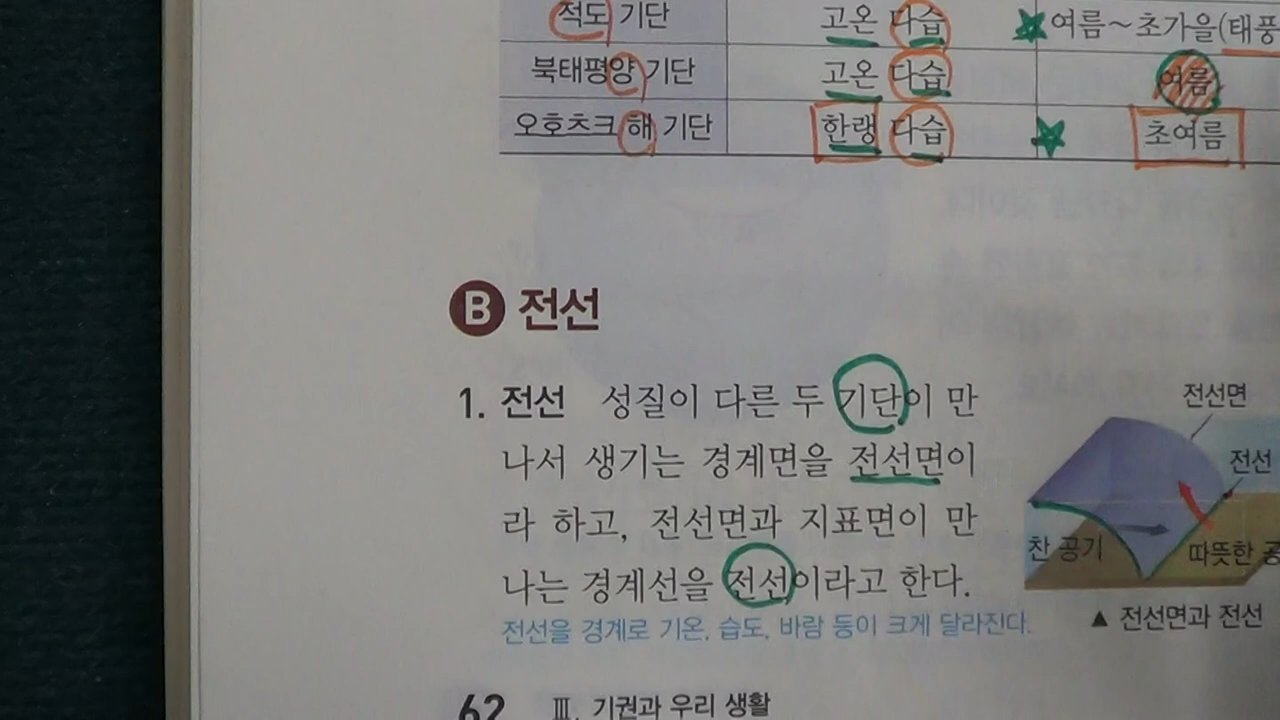 적도 기단 고온 다습 여름~초가을(태풍
북태평양 기단 고온 다습 여름
오호츠크 해 기단 한랭 다습 초여름
B 전선
1. 전선 성질이 다른 두 기단이 만
나서 생기는 경계면을 전선면이
라 하고, 전선면과 지표면이 만
나는 경계선을 전선이라고 한다.
전선을 경계로 기온, 습도, 바람 등이 크게 달라진다.
전선면
전선
찬 공기 따뜻한 공
▲ 전선면과 전선
62 Ⅲ. 기권과 우리 생활